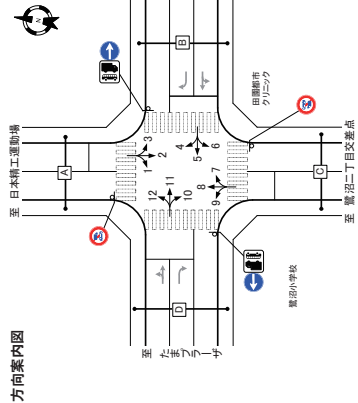 方向案内図
至 日本精工運動場
至 たまプラーザ
至 鷺沼二丁目交差点
田園都市
クリニック
鷺沼小学校
A
B
C
D
N
1
2
3
4
5
6
7
8
9
10
11
12